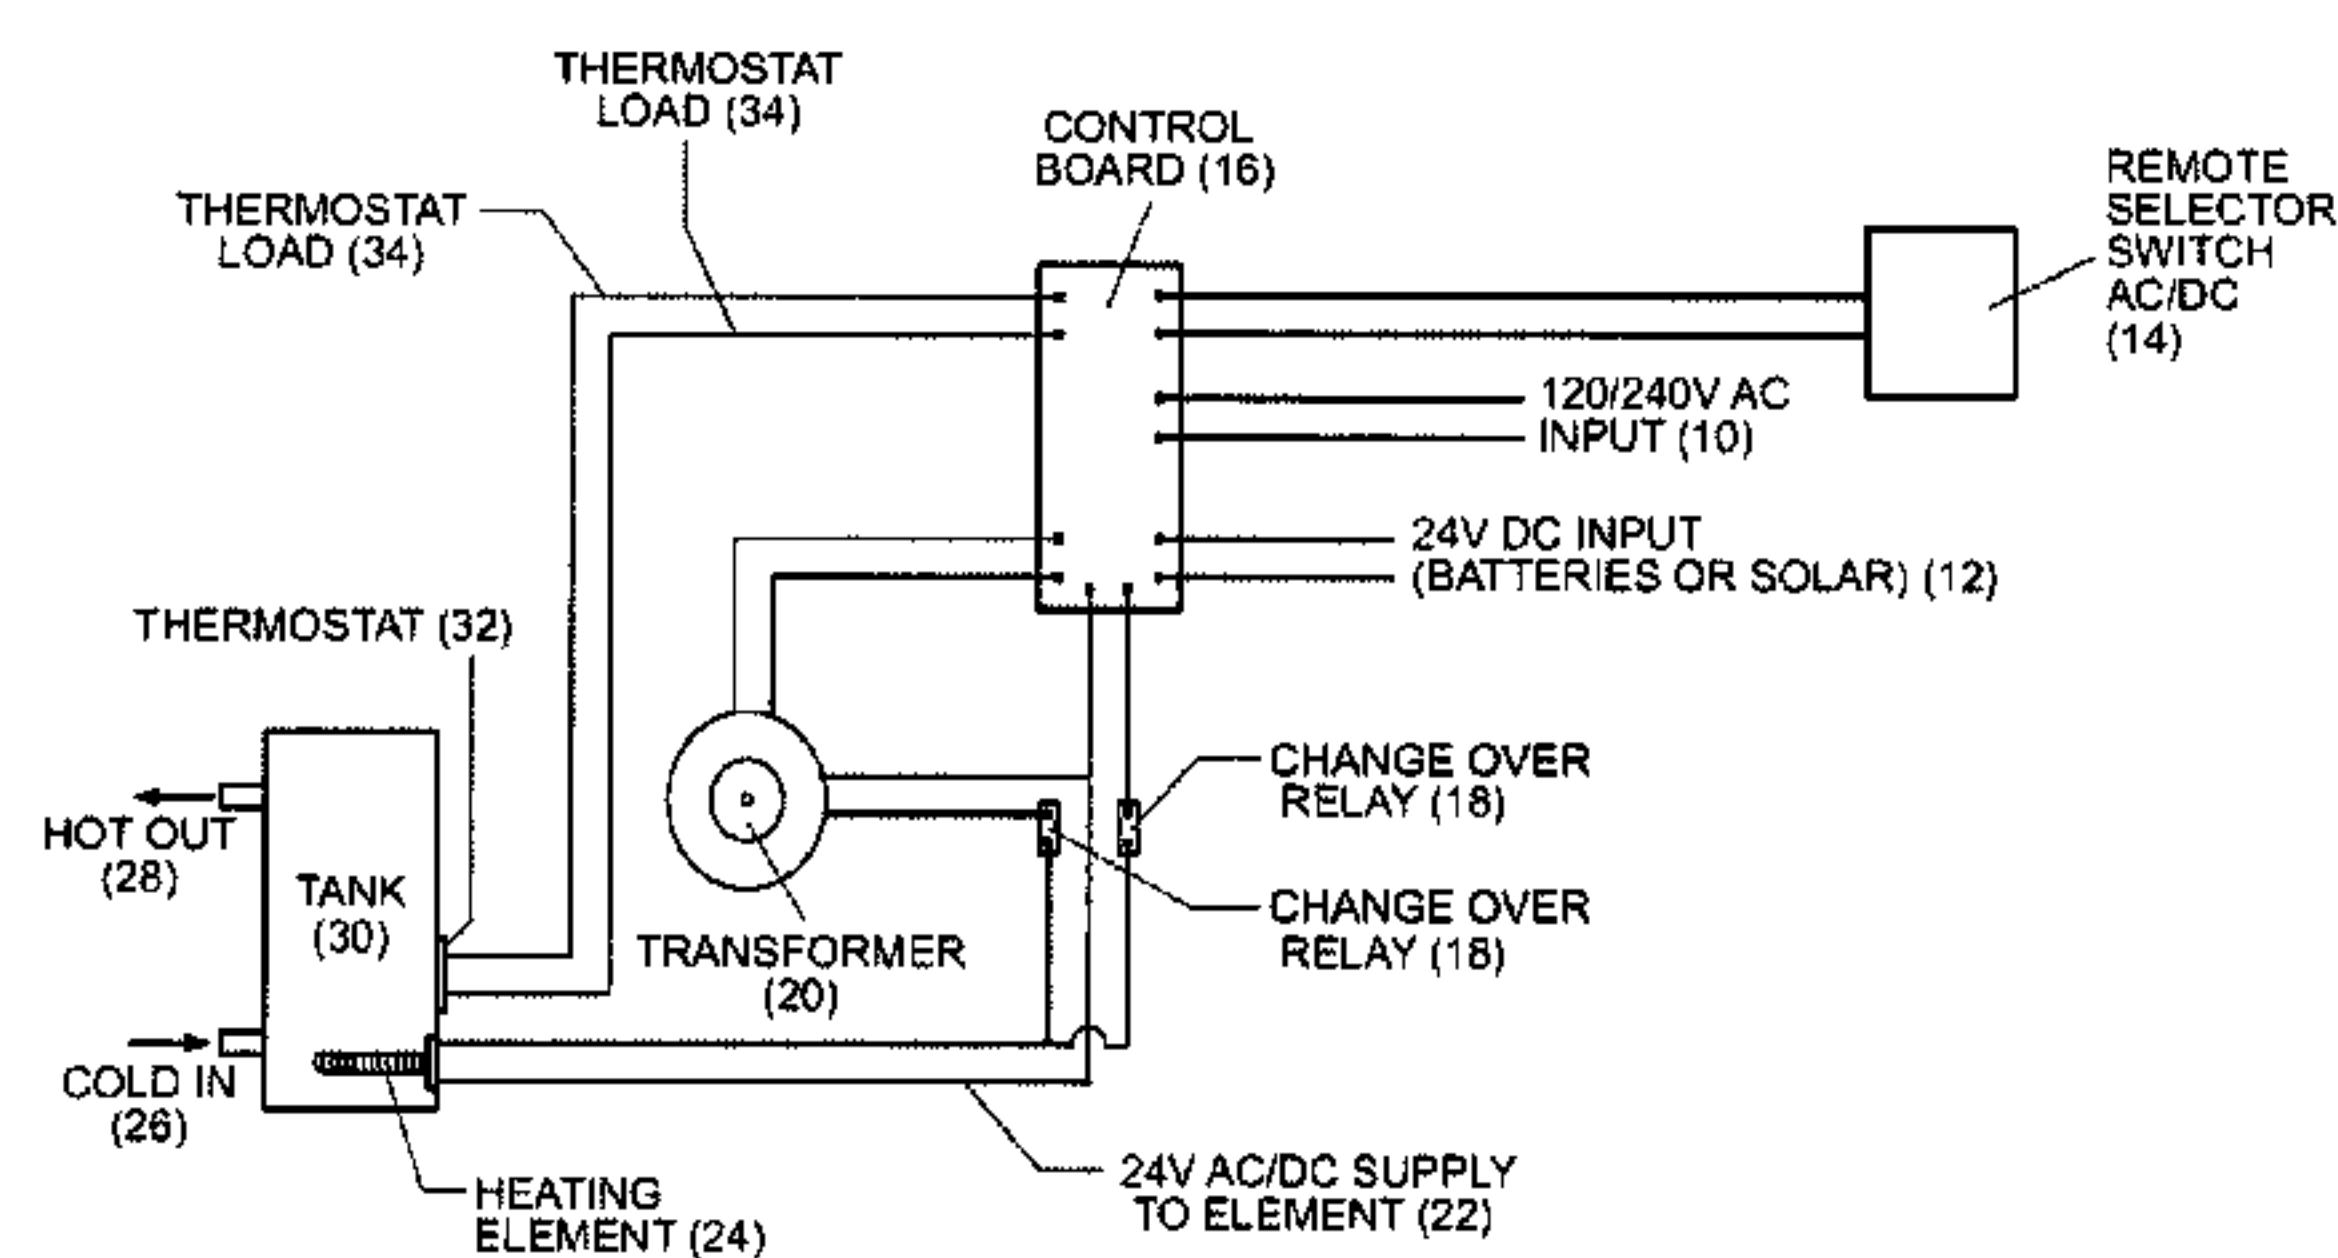 THERMOSTAT
LOAD (34)
CONTROL
BOARD (16)
REMOTE
SELECTOR
SWITCH
AC/DC
(14)
THERMOSTAT
LOAD (34)
120/240V AC
INPUT (10)
24V DC INPUT
(BATTERIES OR SOLAR) (12)
THERMOSTAT (32)
CHANGE OVER
RELAY (18)
HOT OUT
(28)
TANK
(30)
CHANGE OVER
RELAY (18)
TRANSFORMER
(20)
COLD IN
(26)
24V AC/DC SUPPLY
TO ELEMENT (22)
HEATING
ELEMENT (24)